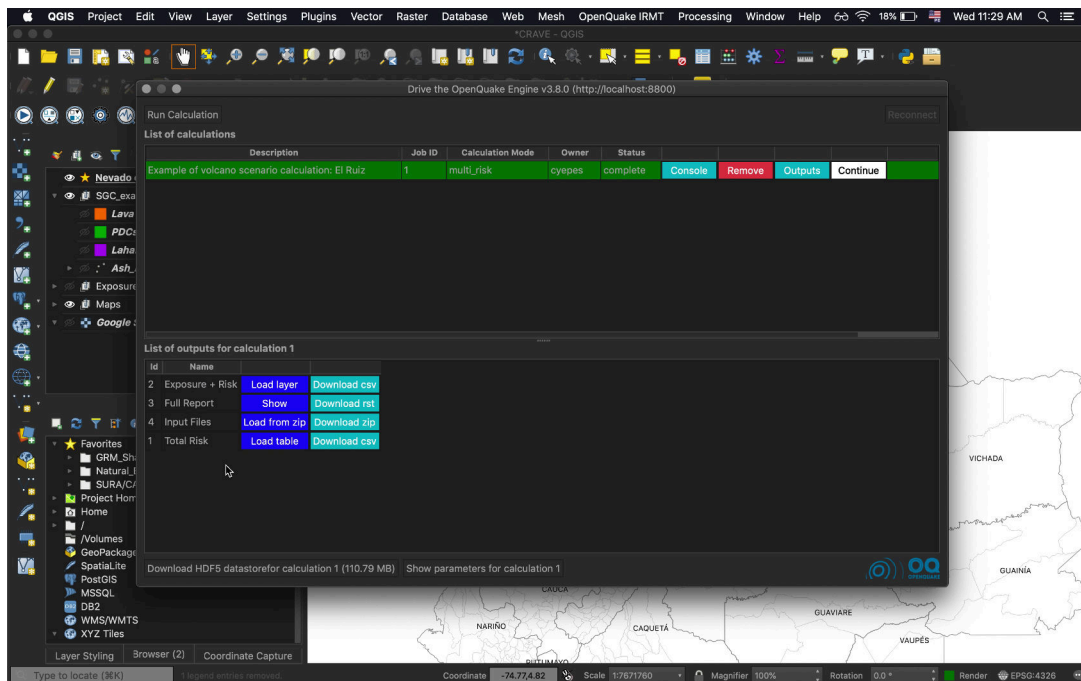 QGIS Project Edit View Layer Settings Plugins Vector Raster Database Web Mesh OpenQuake IRMT Processing Window Help 18% Wed 11:29 AM
*CRAVE - QGIS
Drive the OpenQuake Engine v3.8.0 (http://localhost:8800)
Run Calculation Reconnect
List of calculations
Description Job ID Calculation Mode Owner Status
Example of volcano scenario calculation: El Ruiz 1 multi_risk cyepes complete Console Remove Outputs Continue
Nevado
SGC_exa
Lava
PDCs
Laha
Ash_
Exposure
Maps
Google
List of outputs for calculation 1
Id Name
2 Exposure + Risk Load layer Download csv
3 Full Report Show Download rst
4 Input Files Load from zip Download zip
1 Total Risk Load table Download csv
Download HDF5 datastorefor calculation 1 (110.79 MB) Show parameters for calculation 1
OQ
OPENQUAKE
Favorites
GRM_Sh
Natural_
SURA/CA
Project Hom
Home
/
/Volumes
GeoPackage
SpatiaLite
PostGIS
MSSQL
DB2
WMS/WMTS
XYZ Tiles
VICHADA
GUAINÍA
CAUCA
GUAVIARE
NARIÑO
CAQUETÁ
VAUPÉS
PUTUMAYO
Layer Styling Browser (2) Coordinate Capture
Type to locate (⌘K) 1 legend entries removed. Coordinate -74.77,4.82 Scale 1:7671760 Magnifier 100% Rotation 0.0 ° Render EPSG:4326